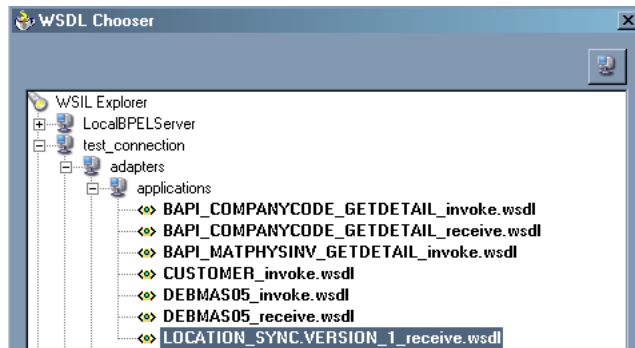 WSDL Chooser
WSIL Explorer
LocalBPELServer
test_connection
adapters
applications
BAPI_COMPANYCODE_GETDETAIL_invoke.wsdl
BAPI_COMPANYCODE_GETDETAIL_receive.wsdl
BAPI_MATPHYSINV_GETDETAIL_invoke.wsdl
CUSTOMER_invoke.wsdl
DEBMAS05_invoke.wsdl
DEBMAS05_receive.wsdl
LOCATION_SYNC.VERSION_1_receive.wsdl